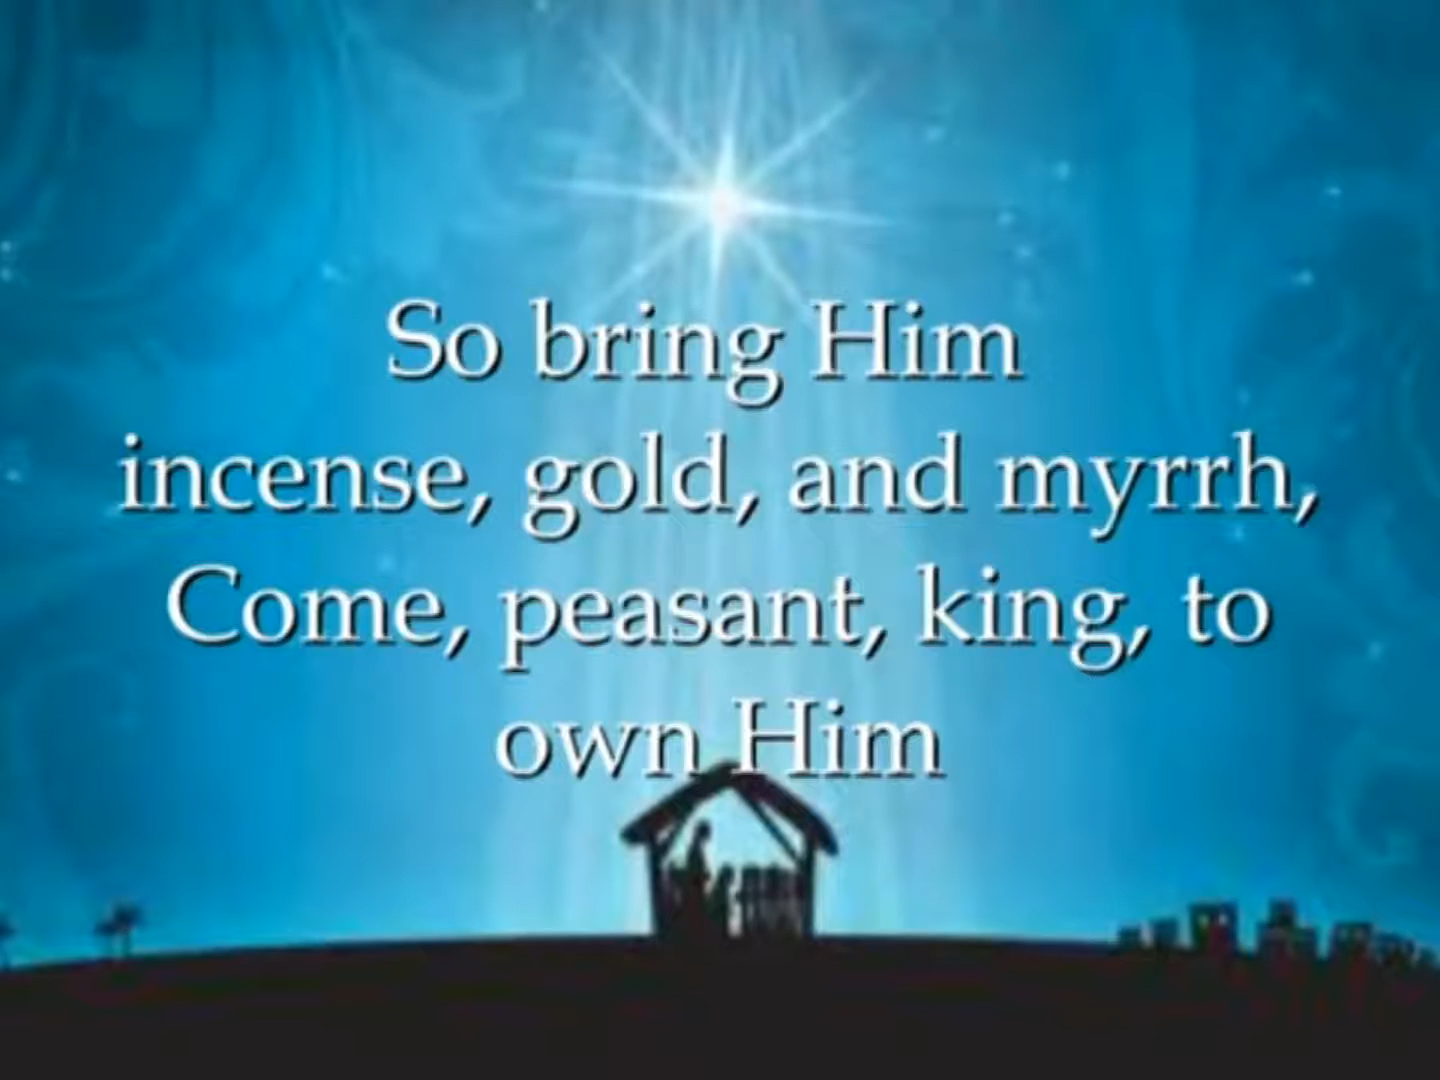 So bring Him
incense, gold, and myrrh,
Come, peasant, king, to
own Him